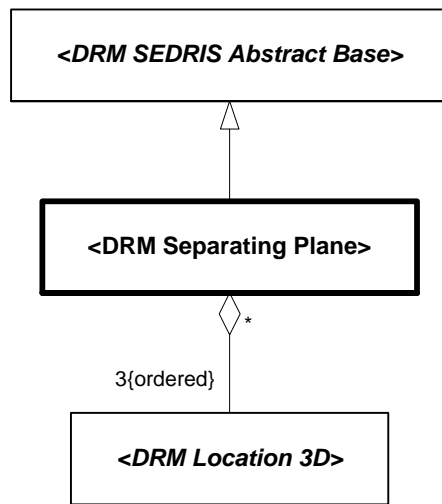 <DRM SEDRIS Abstract Base>
<DRM Separating Plane>
*
3{ordered}
<DRM Location 3D>